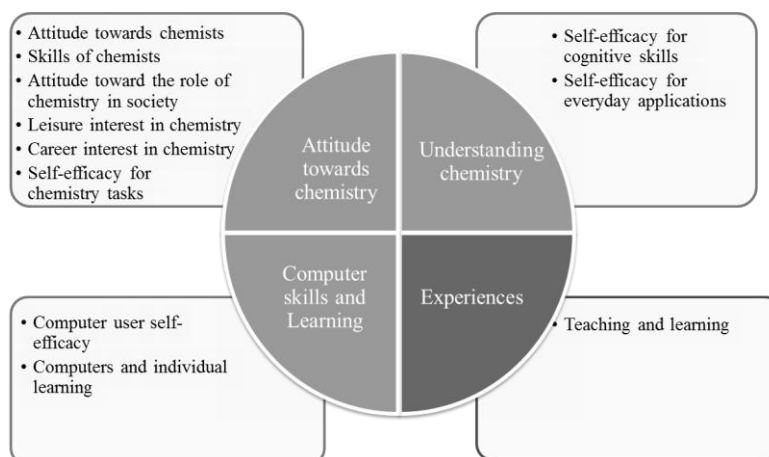 • Attitude towards chemists
• Skills of chemists
• Attitude toward the role of
chemistry in society
• Leisure interest in chemistry
• Career interest in chemistry
• Self-efficacy for
chemistry tasks
• Self-efficacy for
cognitive skills
• Self-efficacy for
everyday applications
Attitude
towards
chemistry
Understanding
chemistry
Computer
skills and
Learning
Experiences
• Computer user self-
efficacy
• Computers and individual
learning
• Teaching and learning